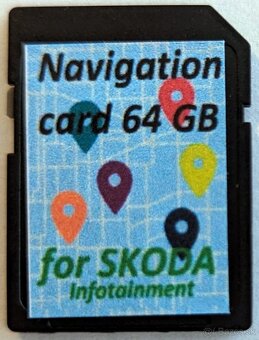 Navigation
card 64 GB
for SKODA
Infotainment